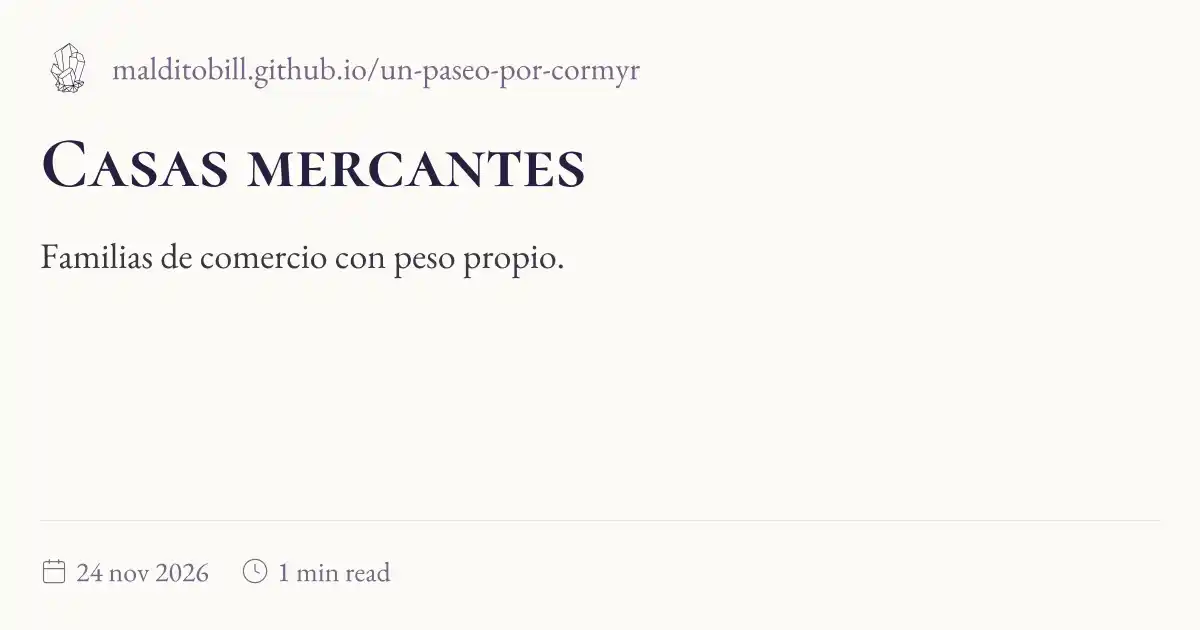 malditobill.github.io/un-paseo-por-cormyr
Casas mercantes
Familias de comercio con peso propio.
24 nov 2026 1 min read